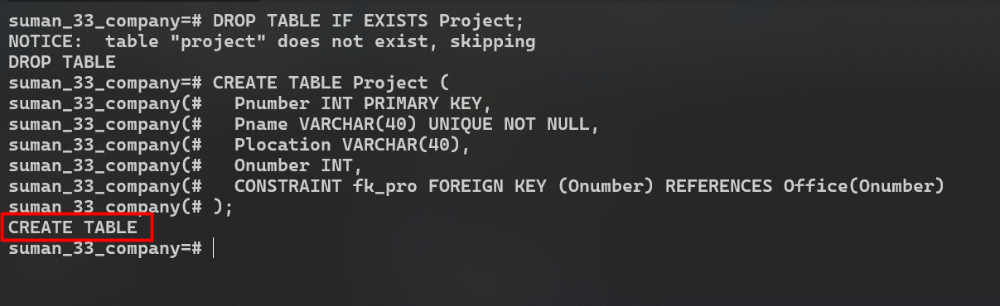 suman_33_company=# DROP TABLE IF EXISTS Project;
NOTICE:  table "project" does not exist, skipping
DROP TABLE
suman_33_company=# CREATE TABLE Project (
suman_33_company(#   Pnumber INT PRIMARY KEY,
suman_33_company(#   Pname VARCHAR(40) UNIQUE NOT NULL,
suman_33_company(#   Plocation VARCHAR(40),
suman_33_company(#   Onumber INT,
suman_33_company(#   CONSTRAINT fk_pro FOREIGN KEY (Onumber) REFERENCES Office(Onumber)
suman_33_company(# );
CREATE TABLE
suman_33_company=#